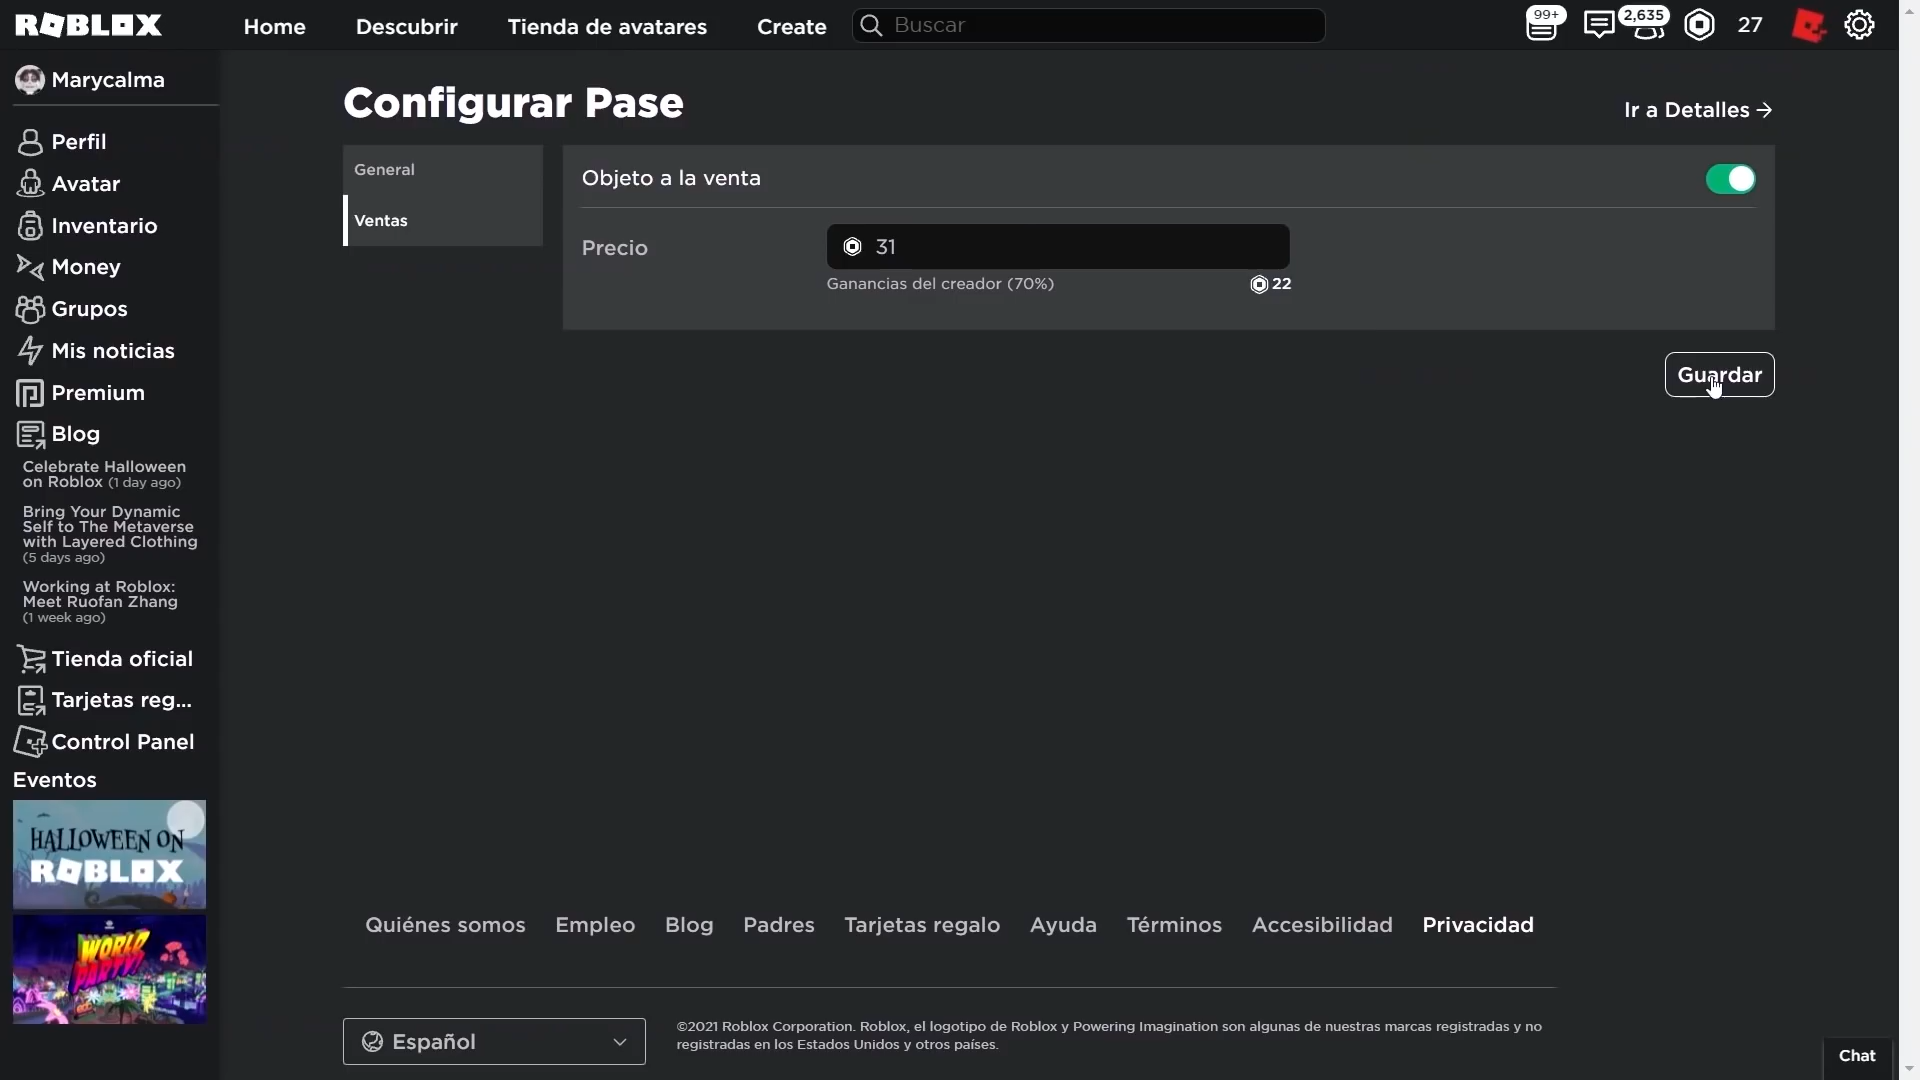 ROBLOX
Home
Descubrir
Tienda de avatares
Create
Buscar
99+
2,635
27
Marycalma
Perfil
Avatar
Inventario
Money
Grupos
Mis noticias
Premium
Blog
Celebrate Halloween
on Roblox (1 day ago)
Bring Your Dynamic
Self to The Metaverse
with Layered Clothing
(5 days ago)
Working at Roblox:
Meet Ruofan Zhang
(1 week ago)
Tienda oficial
Tarjetas reg...
Control Panel
Eventos
HALLOWEEN ON
ROBLOX
WORLD
PARTY
Configurar Pase
Ir a Detalles
General
Ventas
Objeto a la venta
Precio
31
Ganancias del creador (70%)
22
Guardar
Quiénes somos
Empleo
Blog
Padres
Tarjetas regalo
Ayuda
Términos
Accesibilidad
Privacidad
Español
©2021 Roblox Corporation. Roblox, el logotipo de Roblox y Powering Imagination son algunas de nuestras marcas registradas y no
registradas en los Estados Unidos y otros países.
Chat